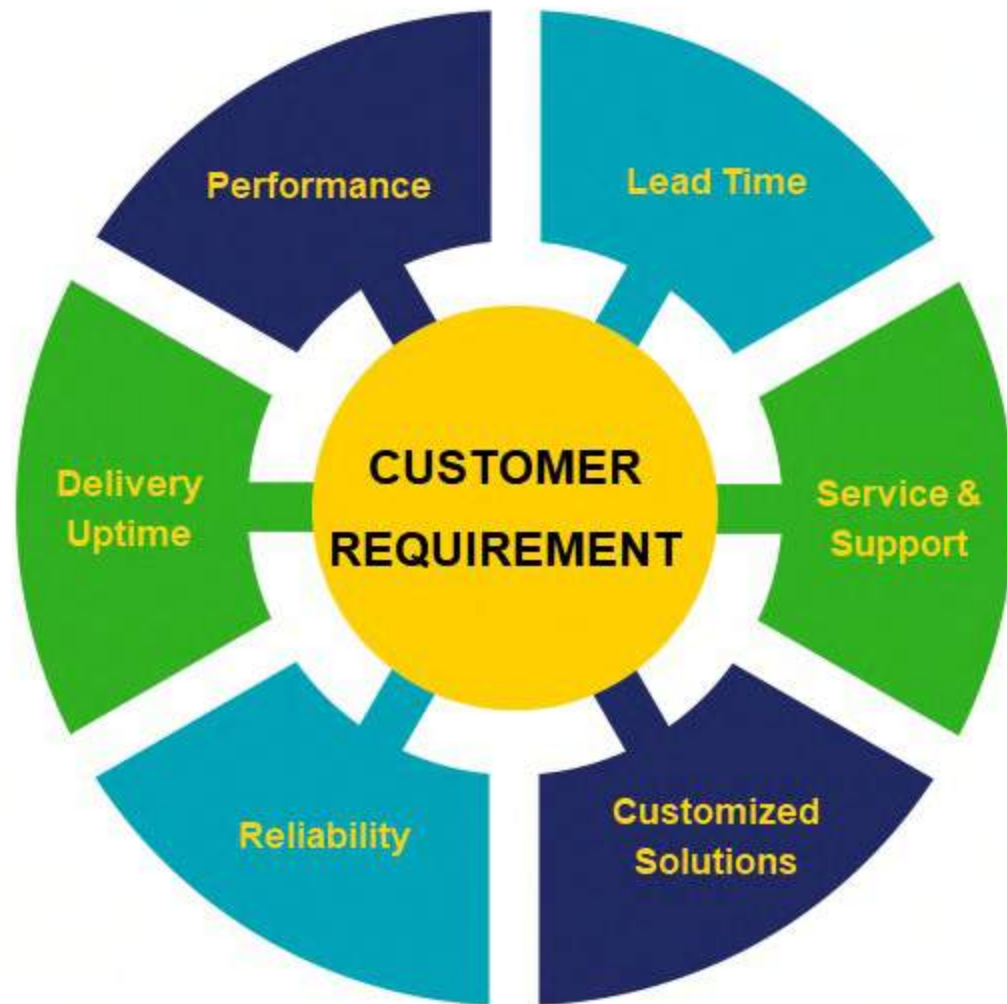 Performance
Lead Time
Delivery
Uptime
CUSTOMER
REQUIREMENT
Service &
Support
Reliability
Customized
Solutions